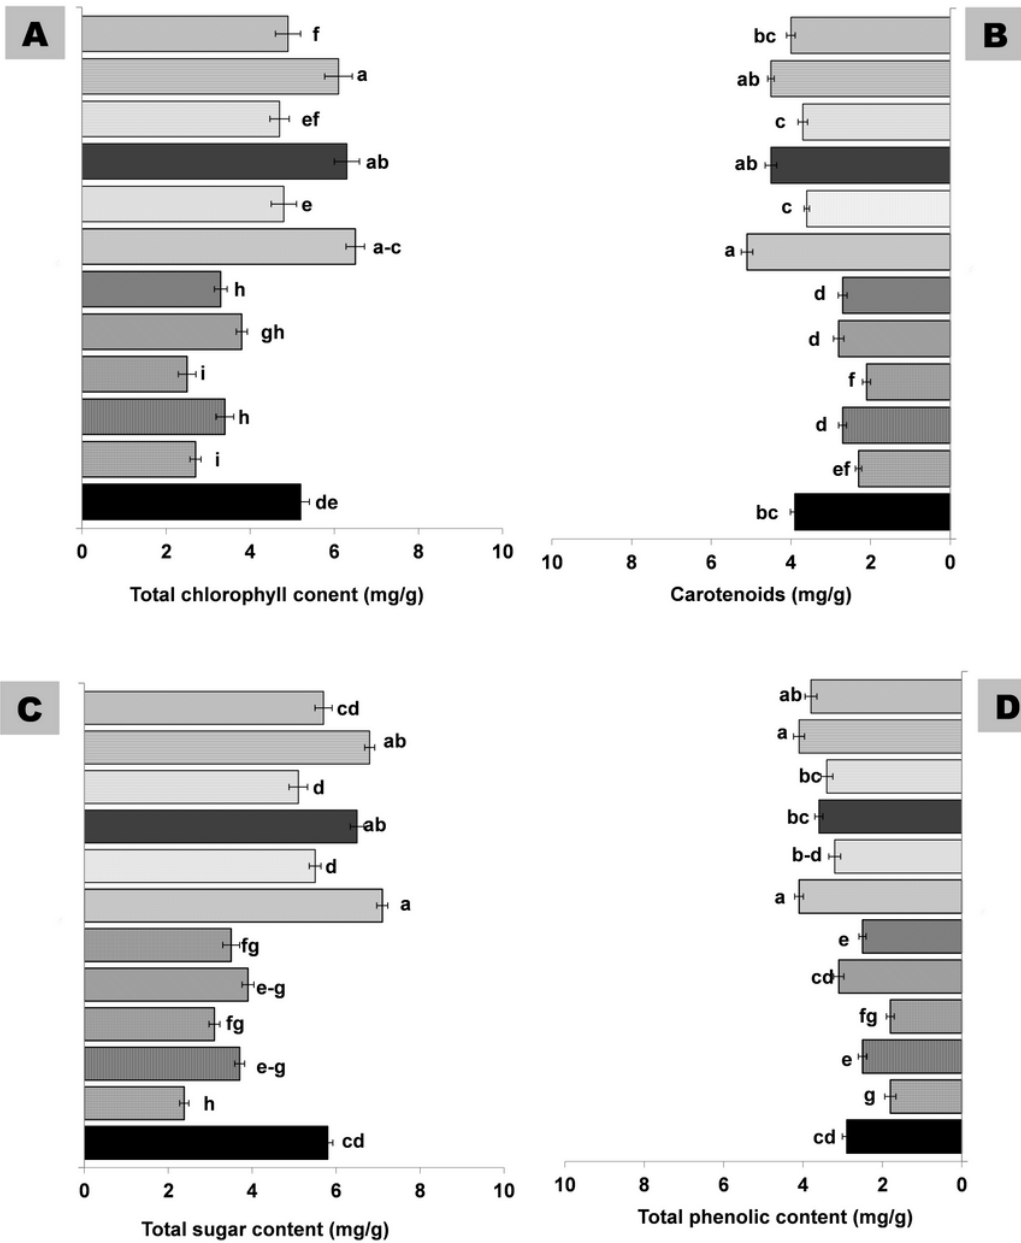 A
f
a
ef
ab
e
a-c
h
gh
i
h
i
de
0 2 4 6 8 10
Total chlorophyll conent (mg/g)
B
bc
ab
c
ab
c
a
d
d
f
d
ef
bc
10 8 6 4 2 0
Carotenoids (mg/g)
C
cd
ab
d
ab
d
a
fg
e-g
fg
e-g
h
cd
0 2 4 6 8 10
Total sugar content (mg/g)
D
ab
a
bc
bc
b-d
a
e
cd
fg
e
g
cd
10 8 6 4 2 0
Total phenolic content (mg/g)